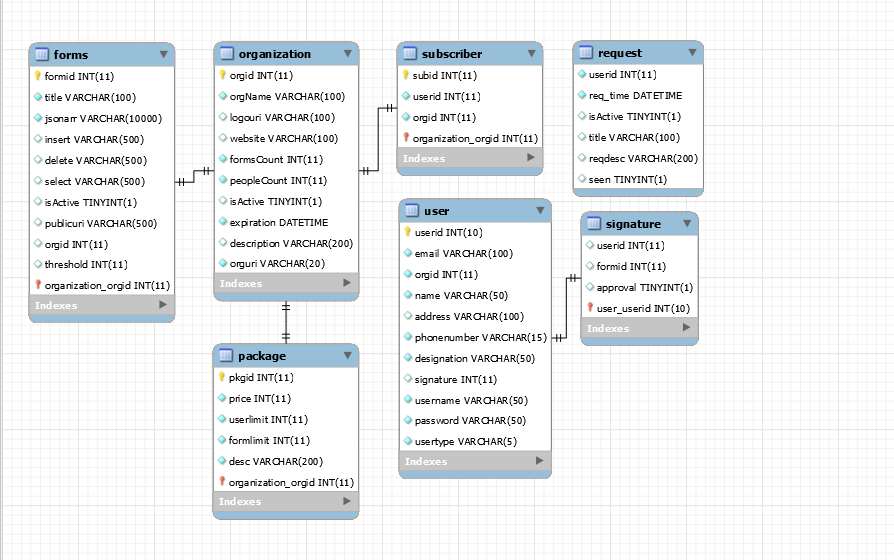 forms
formid INT(11)
title VARCHAR(100)
jsonarr VARCHAR(10000)
insert VARCHAR(500)
delete VARCHAR(500)
select VARCHAR(500)
isActive TINYINT(1)
publicuri VARCHAR(500)
orgid INT(11)
threshold INT(11)
organization_orgid INT(11)
Indexes
organization
orgid INT(11)
orgName VARCHAR(100)
logouri VARCHAR(100)
website VARCHAR(100)
formsCount INT(11)
peopleCount INT(11)
isActive TINYINT(1)
expiration DATETIME
description VARCHAR(200)
orguri VARCHAR(20)
Indexes
package
pkgid INT(11)
price INT(11)
userlimit INT(11)
formlimit INT(11)
desc VARCHAR(200)
organization_orgid INT(11)
Indexes
subscriber
subid INT(11)
userid INT(11)
orgid INT(11)
organization_orgid INT(11)
Indexes
user
userid INT(10)
email VARCHAR(100)
orgid INT(11)
name VARCHAR(50)
address VARCHAR(100)
phonenumber VARCHAR(15)
designation VARCHAR(50)
signature INT(11)
username VARCHAR(50)
password VARCHAR(50)
usertype VARCHAR(5)
Indexes
request
userid INT(11)
req_time DATETIME
isActive TINYINT(1)
title VARCHAR(100)
reqdesc VARCHAR(200)
seen TINYINT(1)
signature
userid INT(11)
formid INT(11)
approval TINYINT(1)
user_userid INT(10)
Indexes